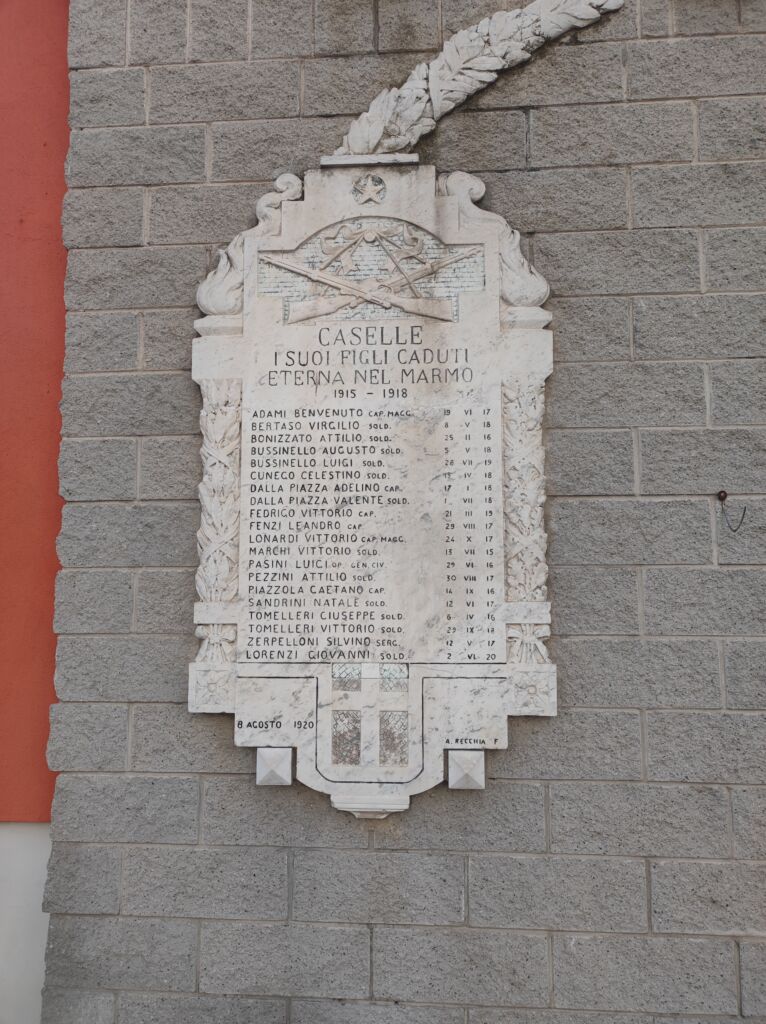 CASELLE
I SUOI FIGLI CADUTI
ETERNA NEL MARMO
1915 - 1918
ADAMI BENVENUTO CAP. MAGG. 19 VI 17
BERTASO VIRGILIO SOLD. 8 V 18
BONIZZATO ATTILIO SOLD. 25 II 16
BUSSINELLO AUGUSTO SOLD. 5 V 18
BUSSINELLO LUIGI SOLD. 28 VII 19
CUNEGO CELESTINO SOLD. 13 IV 18
DALLA PIAZZA ADELINO CAP. 17 I 18
DALLA PIAZZA VALENTE SOLD. 1 VII 18
FEDRIGO VITTORIO CAP. 21 III 19
FENZI LEANDRO CAP. 29 VIII 17
LONARDI VITTORIO CAP. MAGG. 24 X 17
MARCHI VITTORIO SOLD. 13 VII 15
PASINI LUIGI OP. GEN. CIV. 29 VI 16
PEZZINI ATTILIO SOLD. 30 VIII 17
PIAZZOLA GAETANO CAP. 14 IX 16
SANDRINI NATALE SOLD. 12 VI 17
TOMELLERI GIUSEPPE SOLD. 6 IV 16
TOMELLERI VITTORIO SOLD. 29 IX 18
ZERPELLONI SILVINO SERG. 12 V 17
LORENZI GIOVANNI SOLD. 2 VI 20
8 AGOSTO 1920
A. RECCHIA F